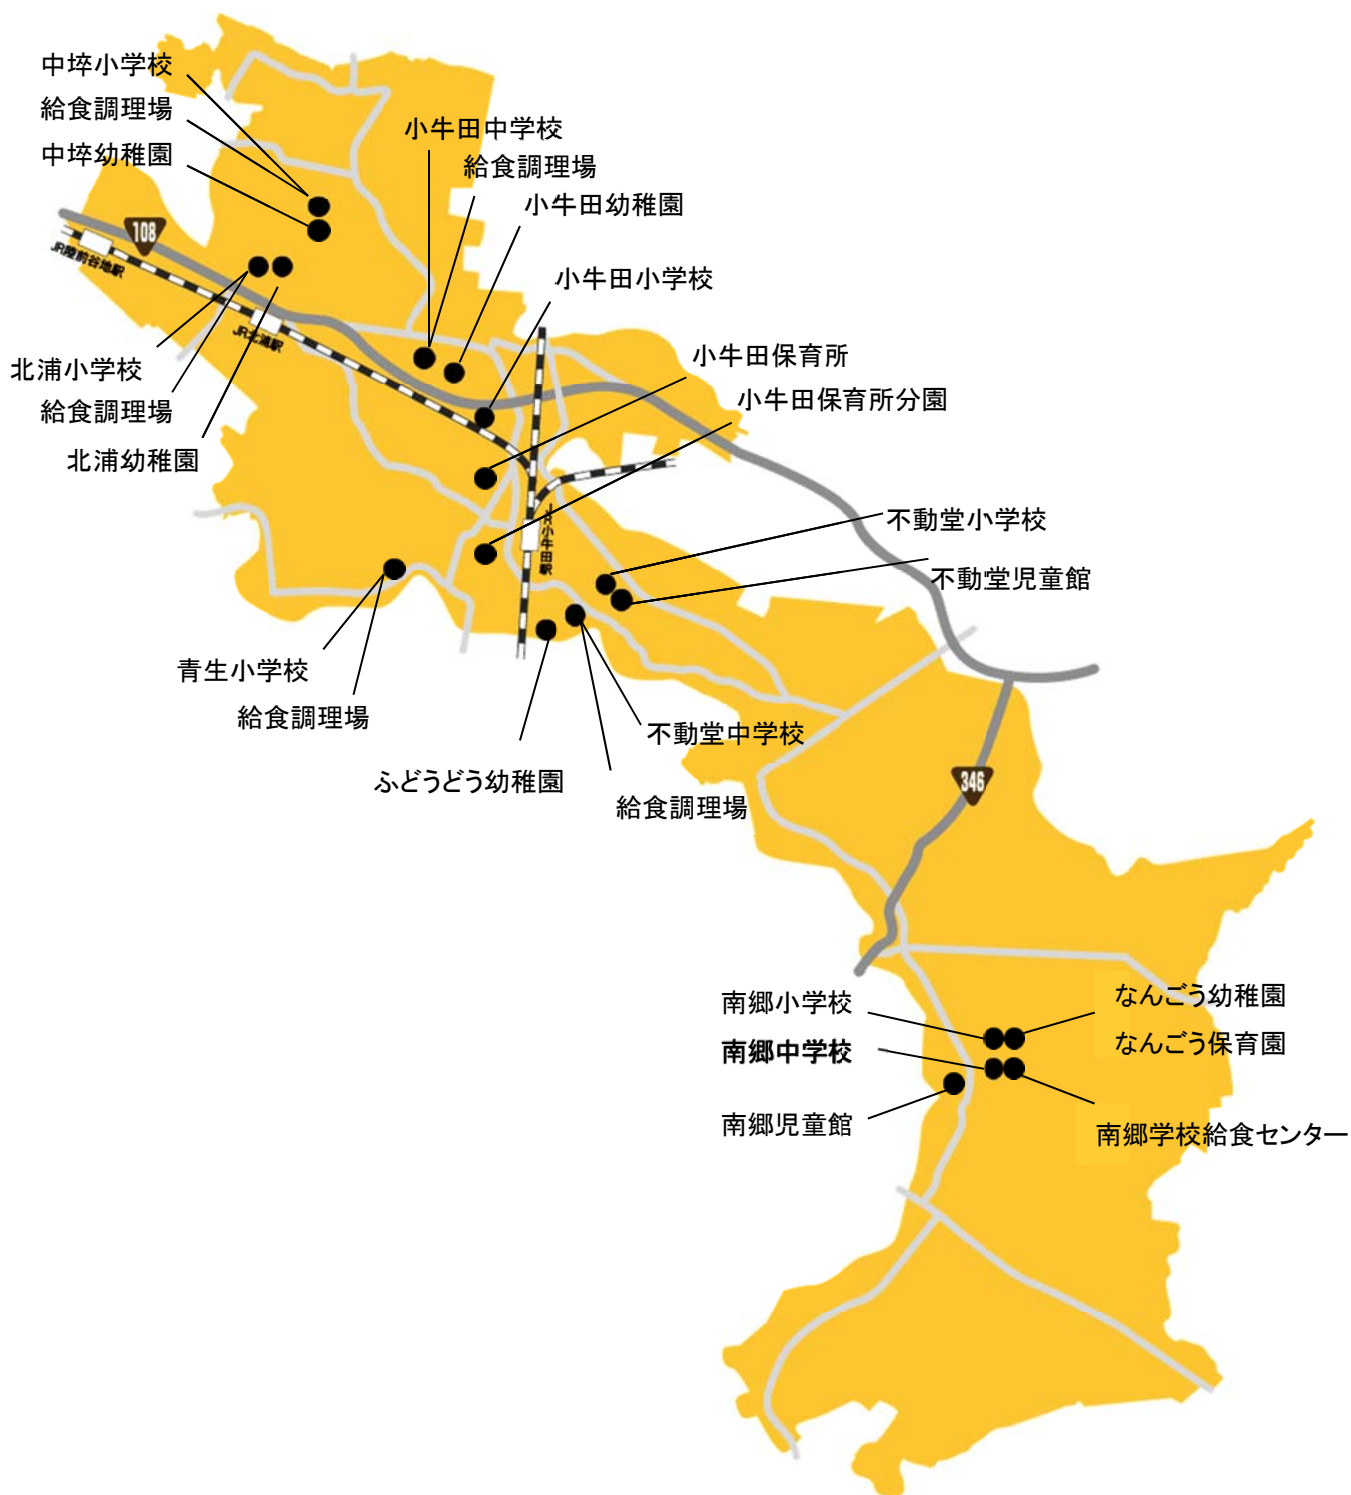 中埣小学校
給食調理場
中埣幼稚園
小牛田中学校
給食調理場
小牛田幼稚園
小牛田小学校
108
JR陸前谷地駅
JR北浦駅
北浦小学校
給食調理場
北浦幼稚園
小牛田保育所
小牛田保育所分園
JR小牛田駅
不動堂小学校
不動堂児童館
青生小学校
給食調理場
ふどうどう幼稚園
不動堂中学校
給食調理場
346
南郷小学校
南郷中学校
南郷児童館
なんごう幼稚園
なんごう保育園
南郷学校給食センター